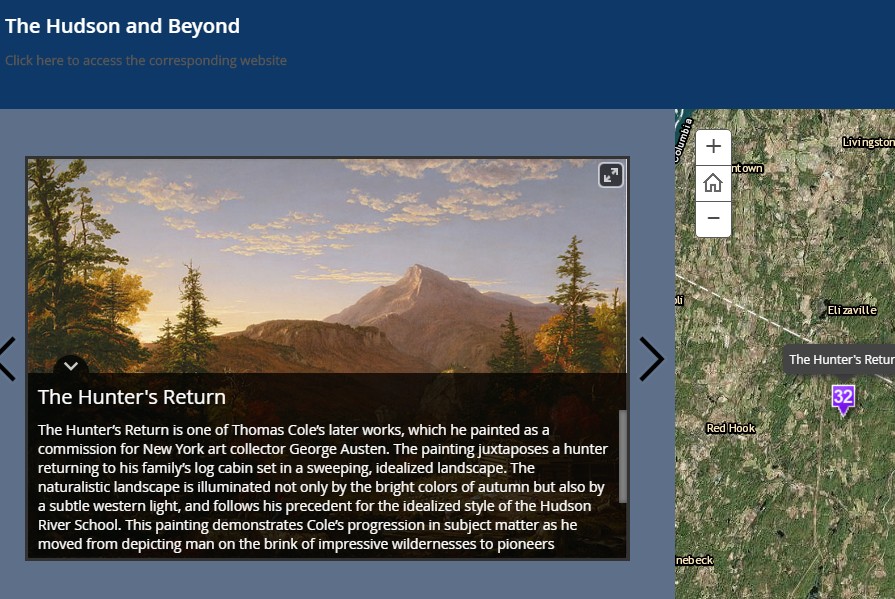 The Hudson and Beyond
Click here to access the corresponding website
The Hunter's Return
The Hunter’s Return is one of Thomas Cole’s later works, which he painted as a
commission for New York art collector George Austen. The painting juxtaposes a hunter
returning to his family’s log cabin set in a sweeping, idealized landscape. The
naturalistic landscape is illuminated not only by the bright colors of autumn but also by
a subtle western light, and follows his precedent for the idealized style of the Hudson
River School. This painting demonstrates Cole’s progression in subject matter as he
moved from depicting man on the brink of impressive wildernesses to pioneers
Columbia
Livingston
ntown
+
−
oli
Elizaville
The Hunter's Retur
32
Red Hook
nebeck